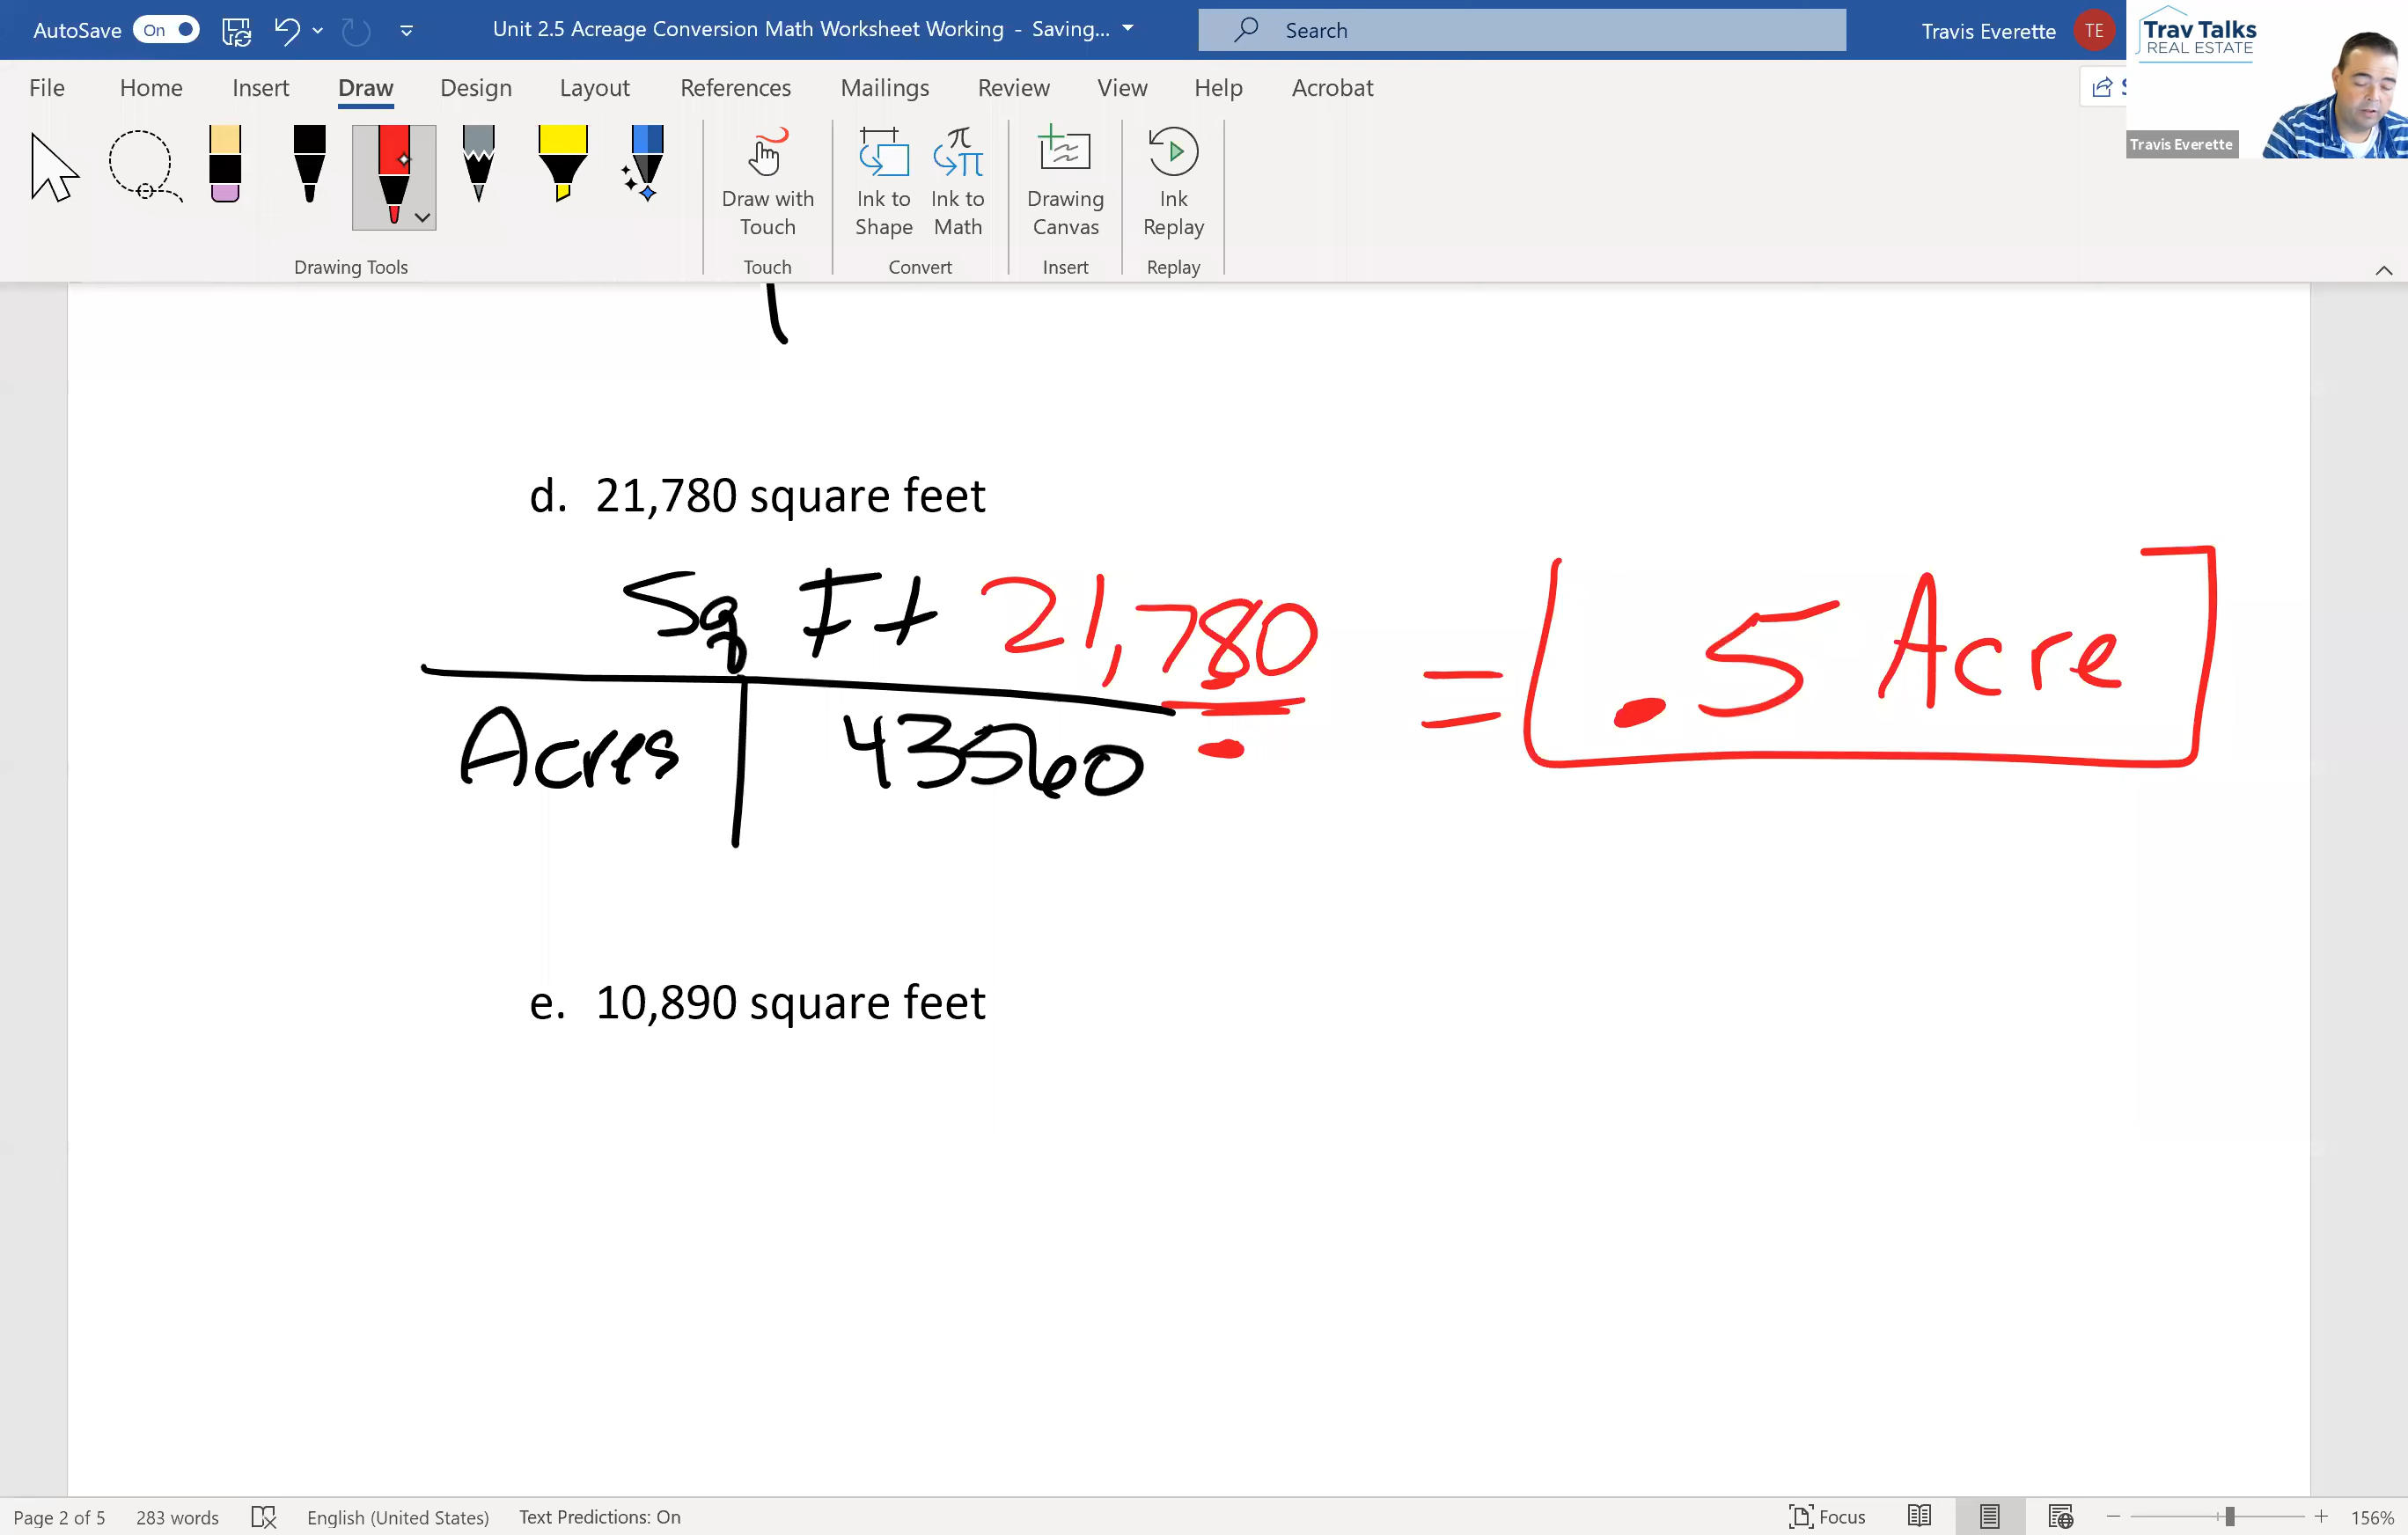 AutoSave On Unit 2.5 Acreage Conversion Math Worksheet Working - Saving... Search Travis Everette TE
Trav Talks
REAL ESTATE
Travis Everette
File Home Insert Draw Design Layout References Mailings Review View Help Acrobat
Draw with Touch
Ink to Shape
Ink to Math
Drawing Canvas
Ink Replay
Drawing Tools Touch Convert Insert Replay
d. 21,780 square feet
Sq Ft 21,780
Acres 43560
= .5 Acre
e. 10,890 square feet
Page 2 of 5 283 words English (United States) Text Predictions: On Focus 156%